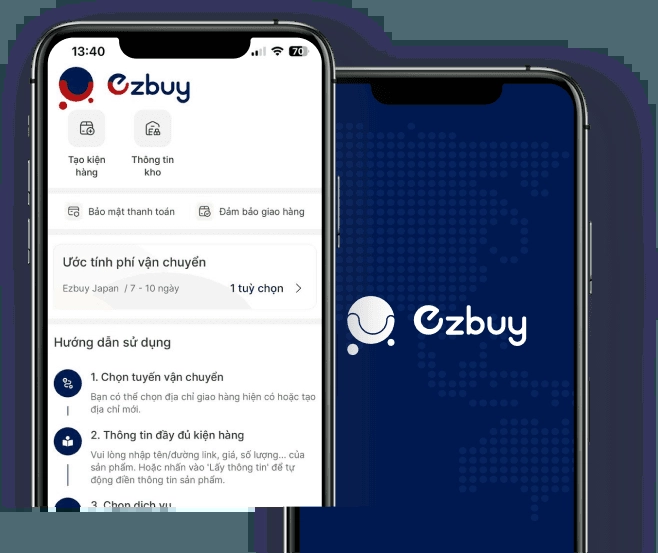 13:40
70
ezbuy
Tạo kiện
hàng
Thông tin
kho
Bảo mật thanh toán
Đảm bảo giao hàng
Ước tính phí vận chuyển
Ezbuy Japan / 7 - 10 ngày
1 tuỳ chọn
Hướng dẫn sử dụng
1. Chọn tuyến vận chuyển
Bạn có thể chọn địa chỉ giao hàng hiện có hoặc tạo
địa chỉ mới.
2. Thông tin đầy đủ kiện hàng
Vui lòng nhập tên/đường link, giá, số lượng... của
sản phẩm. Hoặc nhấn vào 'Lấy thông tin' để tự
động điền thông tin sản phẩm.
3. Chọn dịch vụ
ezbuy